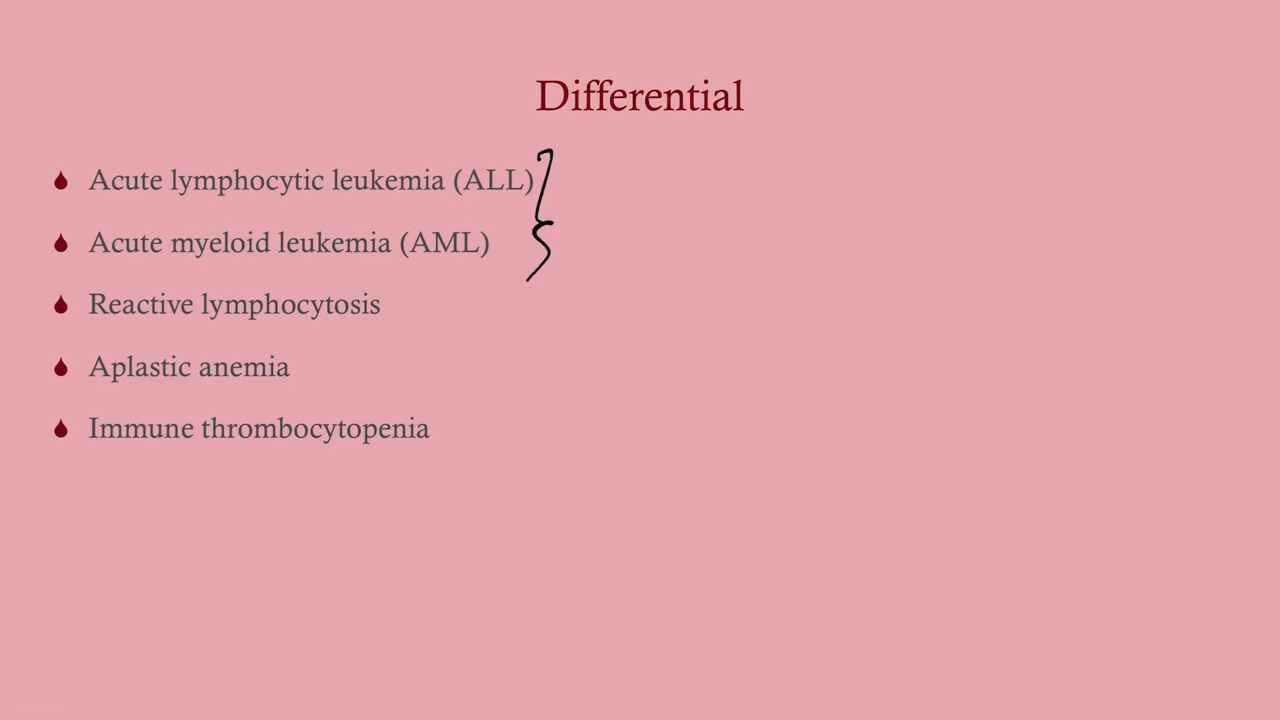 Differential
Acute lymphocytic leukemia (ALL)
Acute myeloid leukemia (AML)
Reactive lymphocytosis
Aplastic anemia
Immune thrombocytopenia